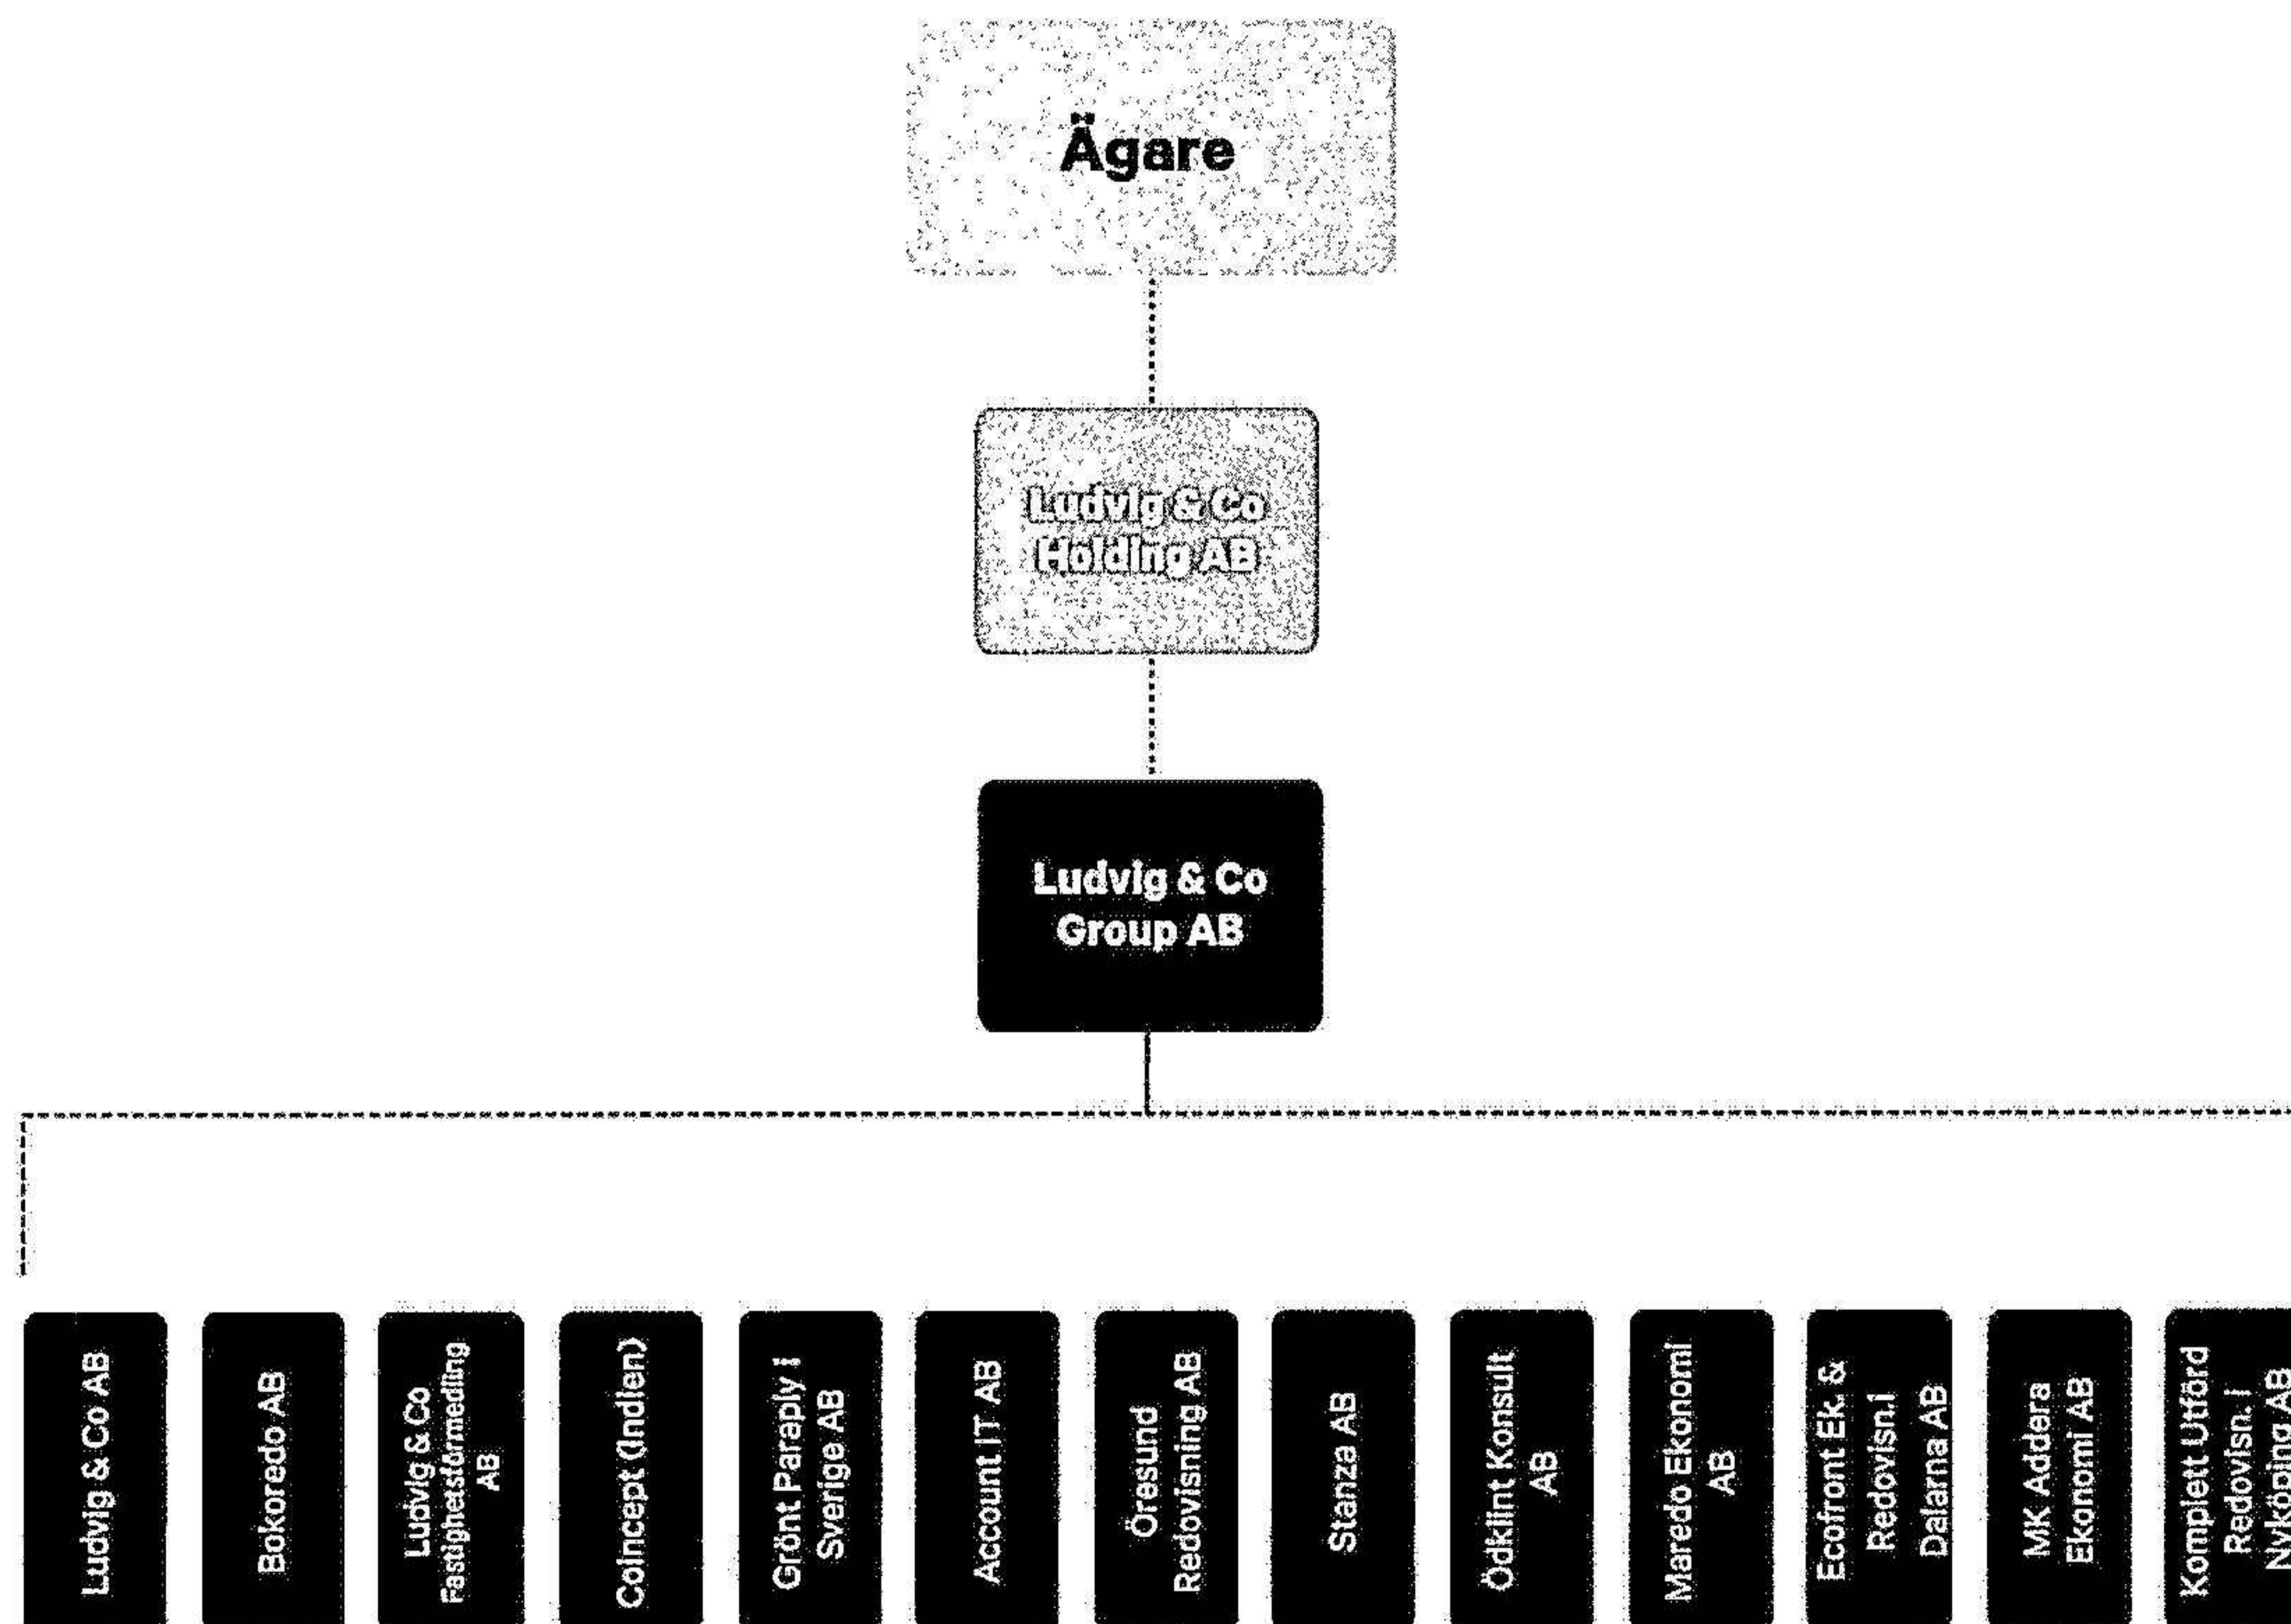 Ägare
Ludvig & Co
Holding AB
Ludvig & Co
Group AB
Ludvig & Co AB
Bokoredo AB
Ludvig & Co
Fastighetsförmedling
AB
Coincept (Indien)
Grönt Paraply i
Sverige AB
Account IT AB
Öresund
Redovisning AB
Stanza AB
Ödklint Konsult
AB
Maredo Ekonomi
AB
Ecofront Ek. &
Redovisn.i
Dalarna AB
MK Addera
Ekonomi AB
Komplett Utförd
Redovisn. i
Nyköping AB